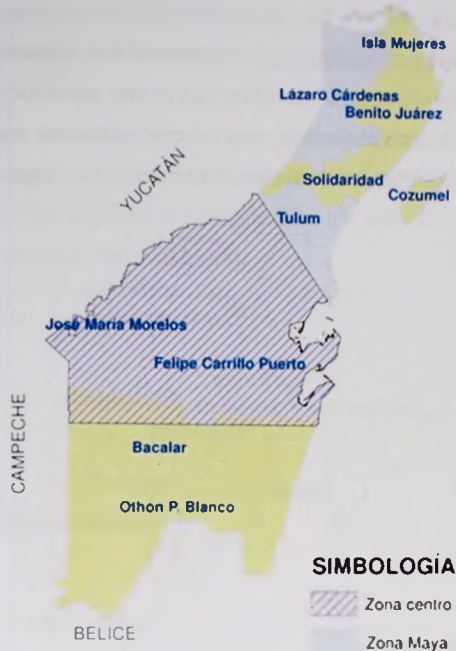 Isla Mujeres
Lázaro Cárdenas
Benito Juárez
YUCATÁN
Solidaridad
Cozumel
Tulum
José María Morelos
Felipe Carrillo Puerto
CAMPECHE
Bacalar
Othon P. Blanco
SIMBOLOGÍA
Zona centro
BELICE
Zona Maya